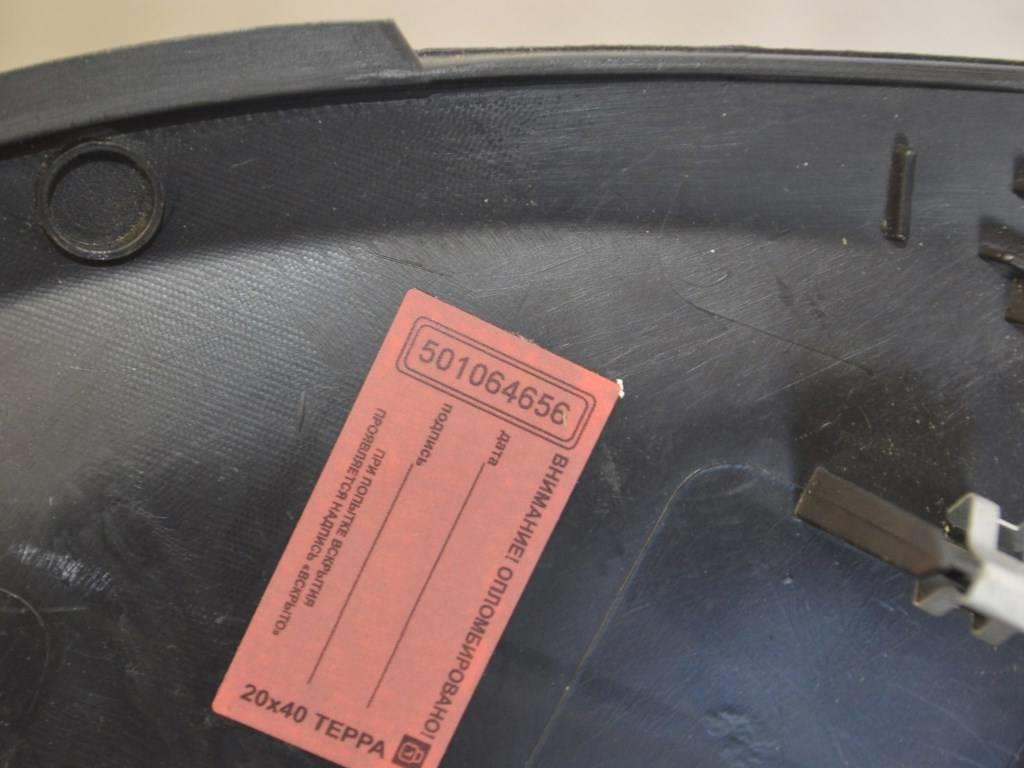 501064656
ВНИМАНИЕ! ОПЛОМБИРОВАНО!
дата
подпись
ПРИ ПОПЫТКЕ ВСКРЫТИЯ
ПРОЯВЛЯЕТСЯ НАДПИСЬ «ВСКРЫТО»
20х40 ТЕРРА